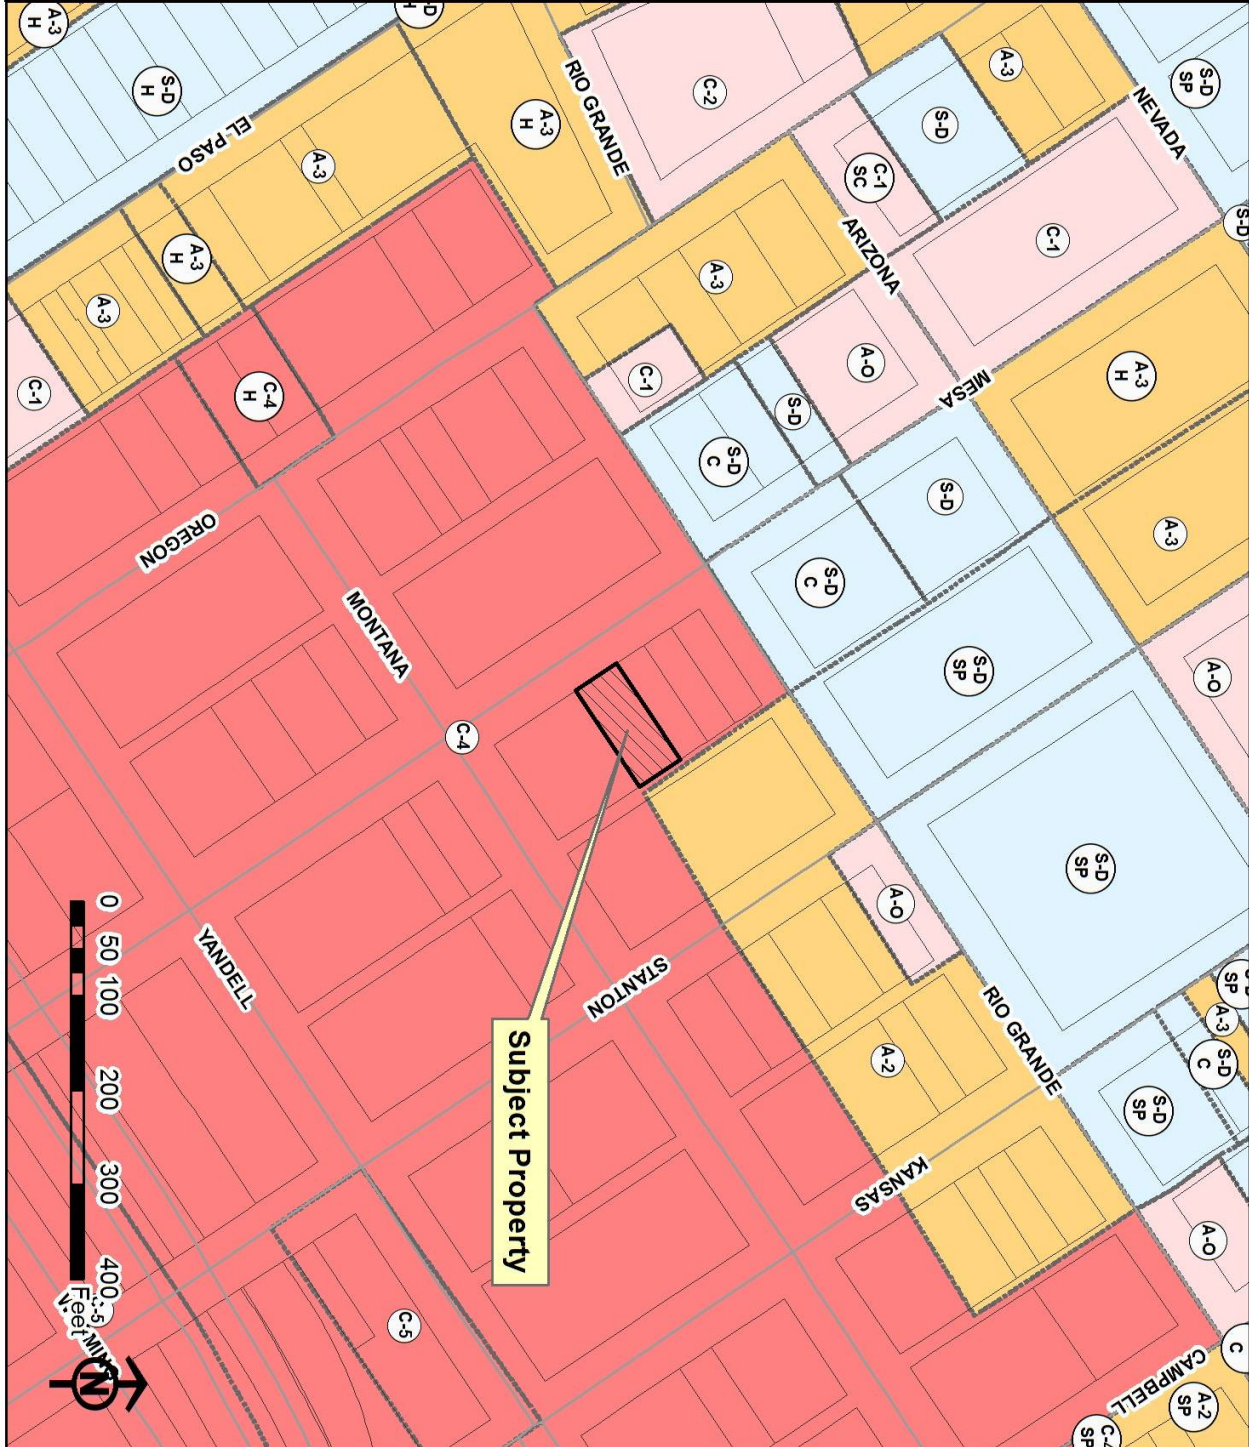 A-3
H
S-D
H
EL PASO
A-3
A-3
H
A-3
C-1
S-D
H
RIO GRANDE
A-3
H
C-2
A-3
S-D
C-1
SC
NEVADA
S-D
SP
S-D
C-1
ARIZONA
A-3
A-O
C-1
S-D
S-D
C
MESA
A-3
H
S-D
A-3
S-D
C
C-4
H
OREGON
MONTANA
C-4
S-D
SP
A-O
S-D
SP
A-O
YANDELL
STANTON
RIO GRANDE
A-2
KANSAS
S-D
SP
A-3
S-D
C
S-D
SP
A-O
C
CAMPBELL
A-2
SP
SP
C-5
Subject Property
0 50 100 200 300 400
Feet
C-5
N